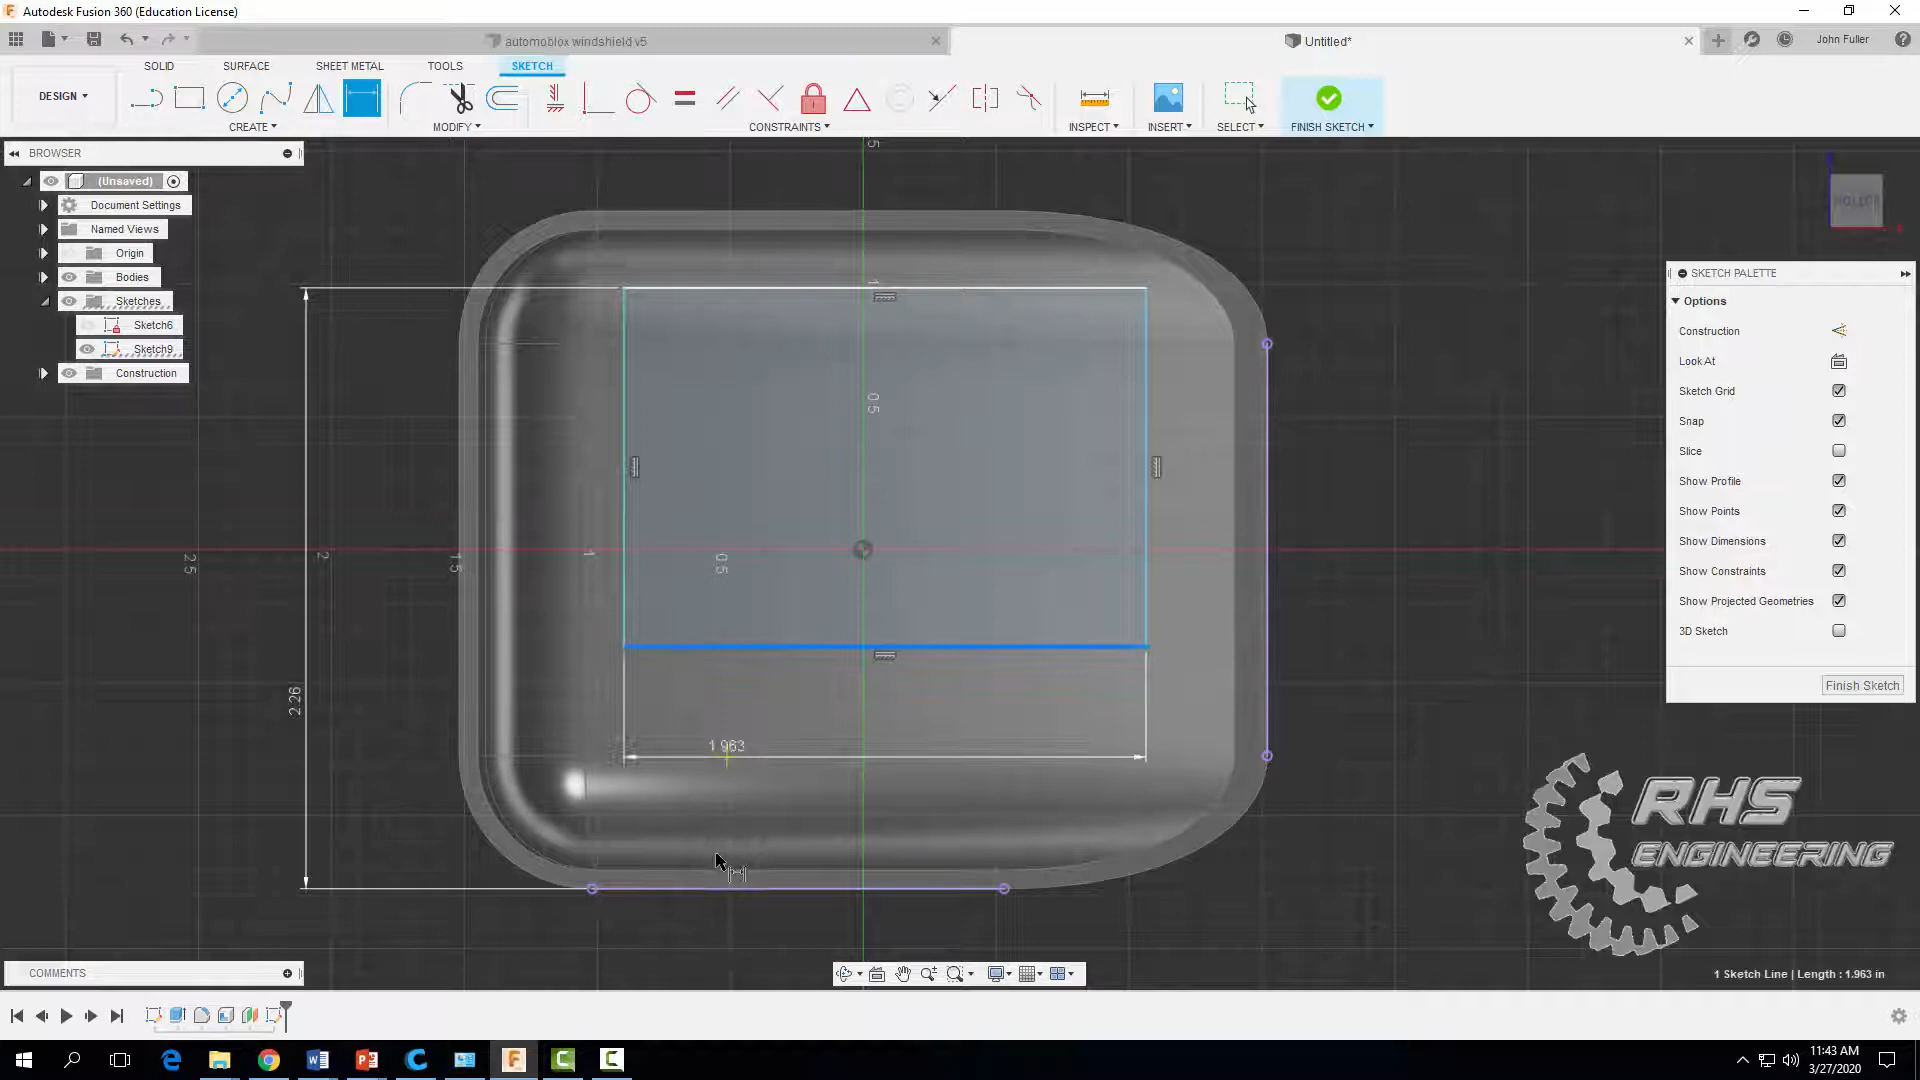 Autodesk Fusion 360 (Education License)
automoblox windshield v5
Untitled*
John Fuller
SOLID
SURFACE
SHEET METAL
TOOLS
SKETCH
DESIGN
CREATE
MODIFY
CONSTRAINTS
INSPECT
INSERT
SELECT
FINISH SKETCH
BROWSER
(Unsaved)
Document Settings
Named Views
Origin
Bodies
Sketches
Sketch6
Sketch9
Construction
SKETCH PALETTE
Options
Construction
Look At
Sketch Grid
Snap
Slice
Show Profile
Show Points
Show Dimensions
Show Constraints
Show Projected Geometries
3D Sketch
Finish Sketch
5
1
0.5
2.5
2
1.5
1
0.5
2.26
1.963
RHS
ENGINEERING
COMMENTS
1 Sketch Line | Length : 1.963 in
11:43 AM
3/27/2020